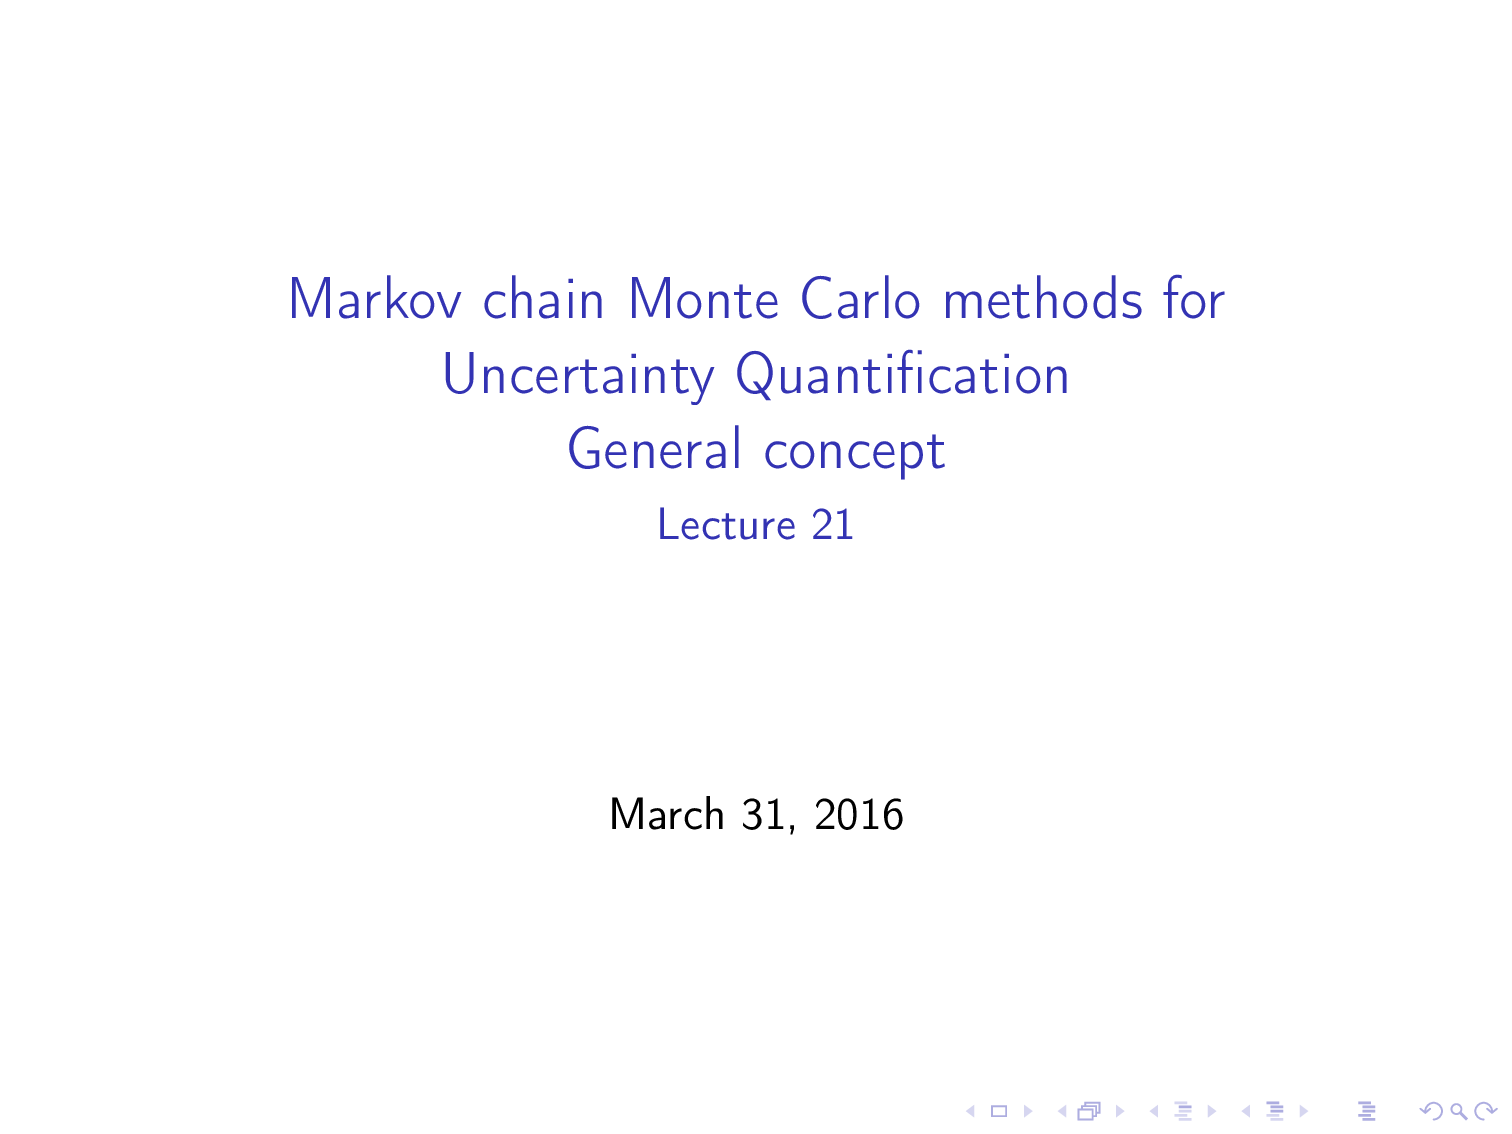 Markov chain Monte Carlo methods for
Uncertainty Quantification
General concept
Lecture 21
March 31, 2016